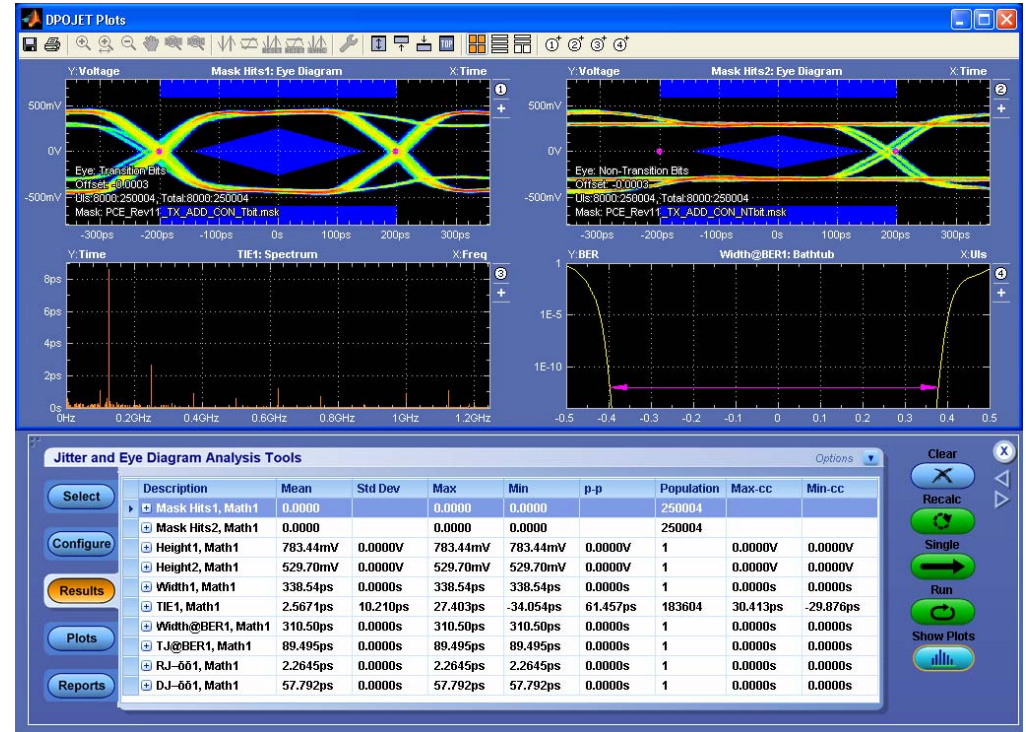 DPOJET Plots
TOP
Y:Voltage Mask Hits1: Eye Diagram X:Time
500mV
0V
-500mV
Eye: Transition Bits
Offset: -0.0003
UIs:8000:250004, Total:8000:250004
Mask: PCE_Rev11_TX_ADD_CON_Tbit.msk
-300ps -200ps -100ps 0s 100ps 200ps 300ps
1
+
Y:Voltage Mask Hits2: Eye Diagram X:Time
500mV
0V
-500mV
Eye: Non-Transition Bits
Offset: -0.0003
UIs:8000:250004, Total:8000:250004
Mask: PCE_Rev11_TX_ADD_CON_NTbit.msk
-300ps -200ps -100ps 0s 100ps 200ps 300ps
2
+
Y:Time TIE1: Spectrum X:Freq
8ps
6ps
4ps
2ps
0s
0Hz 0.2GHz 0.4GHz 0.6GHz 0.8GHz 1GHz 1.2GHz
3
+
Y:BER Width@BER1: Bathtub X:UIs
1
1E-5
1E-10
-0.5 -0.4 -0.3 -0.2 -0.1 0 0.1 0.2 0.3 0.4 0.5
4
+
Jitter and Eye Diagram Analysis Tools Options
Select
Configure
Results
Plots
Reports
Description Mean Std Dev Max Min p-p Population Max-cc Min-cc
Mask Hits1, Math1 0.0000 0.0000 0.0000 250004
Mask Hits2, Math1 0.0000 0.0000 0.0000 250004
Height1, Math1 783.44mV 0.0000V 783.44mV 783.44mV 0.0000V 1 0.0000V 0.0000V
Height2, Math1 529.70mV 0.0000V 529.70mV 529.70mV 0.0000V 1 0.0000V 0.0000V
Width1, Math1 338.54ps 0.0000s 338.54ps 338.54ps 0.0000s 1 0.0000s 0.0000s
TIE1, Math1 2.5671ps 10.210ps 27.403ps -34.054ps 61.457ps 183604 30.413ps -29.876ps
Width@BER1, Math1 310.50ps 0.0000s 310.50ps 310.50ps 0.0000s 1 0.0000s 0.0000s
TJ@BER1, Math1 89.495ps 0.0000s 89.495ps 89.495ps 0.0000s 1 0.0000s 0.0000s
RJ–δδ1, Math1 2.2645ps 0.0000s 2.2645ps 2.2645ps 0.0000s 1 0.0000s 0.0000s
DJ–δδ1, Math1 57.792ps 0.0000s 57.792ps 57.792ps 0.0000s 1 0.0000s 0.0000s
Clear
Recalc
Single
Run
Show Plots